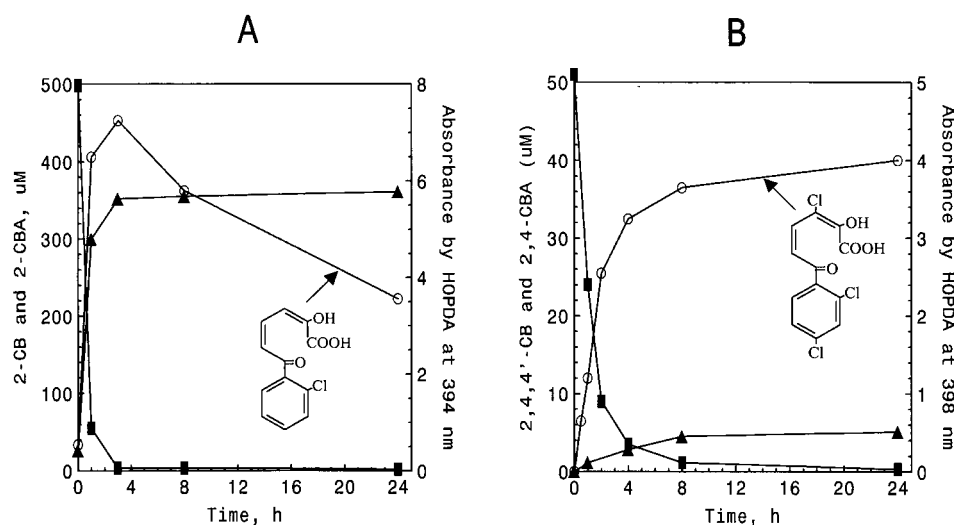 A
B
500
400
300
200
100
0
2-CB and 2-CBA, uM
8
6
4
2
0
Absorbance by HOPDA at 394 nm
OH
COOH
O
Cl
0 4 8 12 16 20 24
Time, h
50
40
30
20
10
0
2,4,4'-CB and 2,4-CBA (uM)
5
4
3
2
1
0
Absorbance by HOPDA at 398 nm
Cl
OH
COOH
O
Cl
Cl
0 4 8 12 16 20 24
Time, h